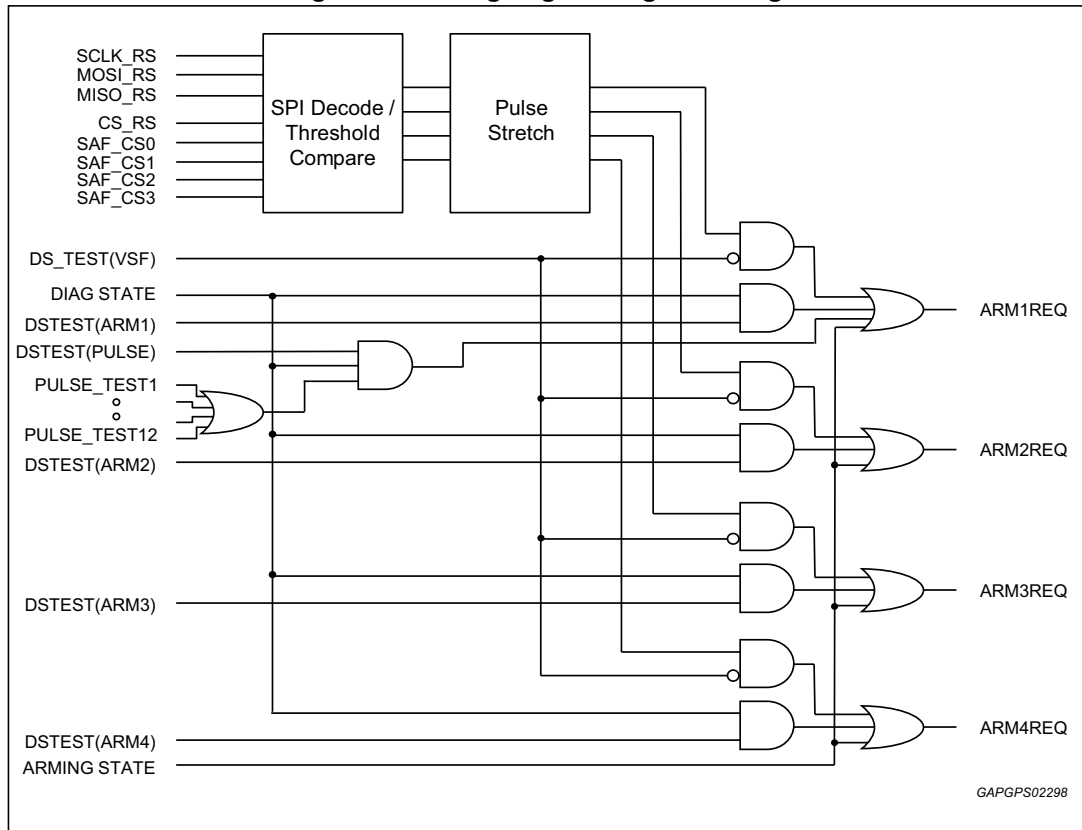 SCLK_RS
MOSI_RS
MISO_RS
CS_RS
SAF_CS0
SAF_CS1
SAF_CS2
SAF_CS3
SPI Decode /
Threshold
Compare
Pulse
Stretch
DS_TEST(VSF)
DIAG STATE
DSTEST(ARM1)
DSTEST(PULSE)
PULSE_TEST1
PULSE_TEST12
DSTEST(ARM2)
DSTEST(ARM3)
DSTEST(ARM4)
ARMING STATE
ARM1REQ
ARM2REQ
ARM3REQ
ARM4REQ
GAPGPS02298